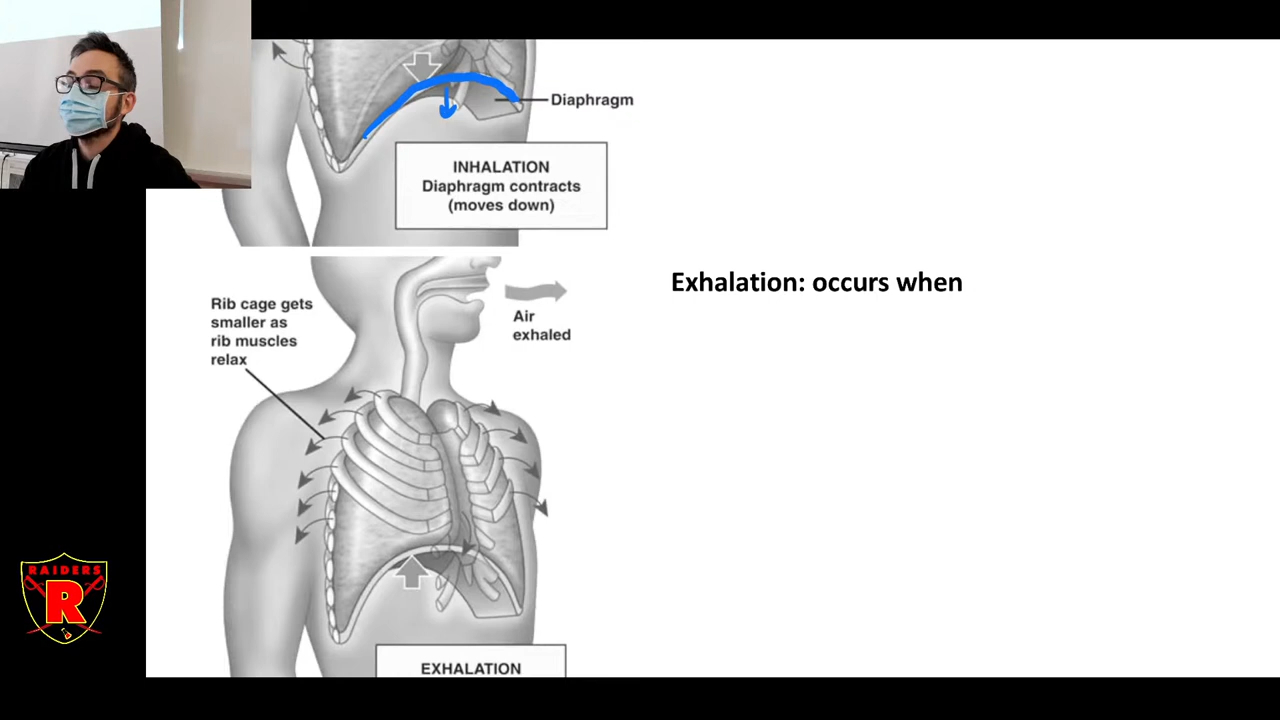 Diaphragm
INHALATION
Diaphragm contracts
(moves down)
Exhalation: occurs when
Rib cage gets
smaller as
rib muscles
relax
Air
exhaled
RAIDERS
R
EXHALATION